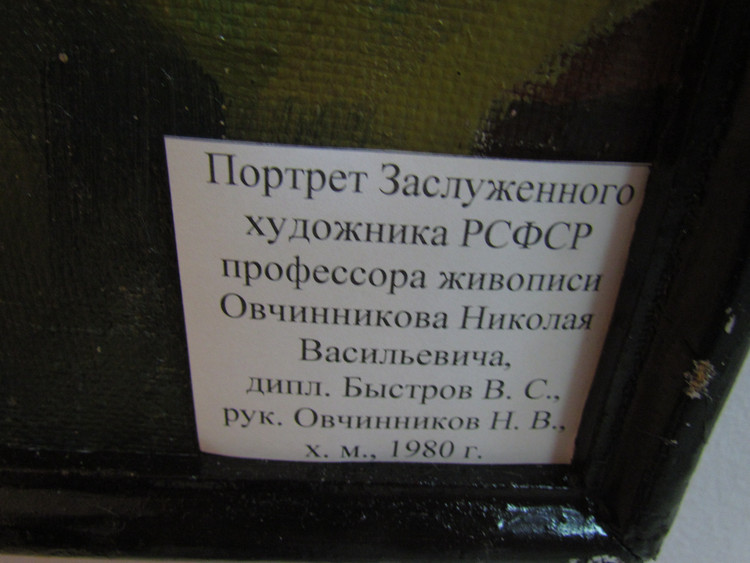 Портрет Заслуженного
художника РСФСР
профессора живописи
Овчинникова Николая
Васильевича,
дипл. Быстров В. С.,
рук. Овчинников Н. В.,
х. м., 1980 г.